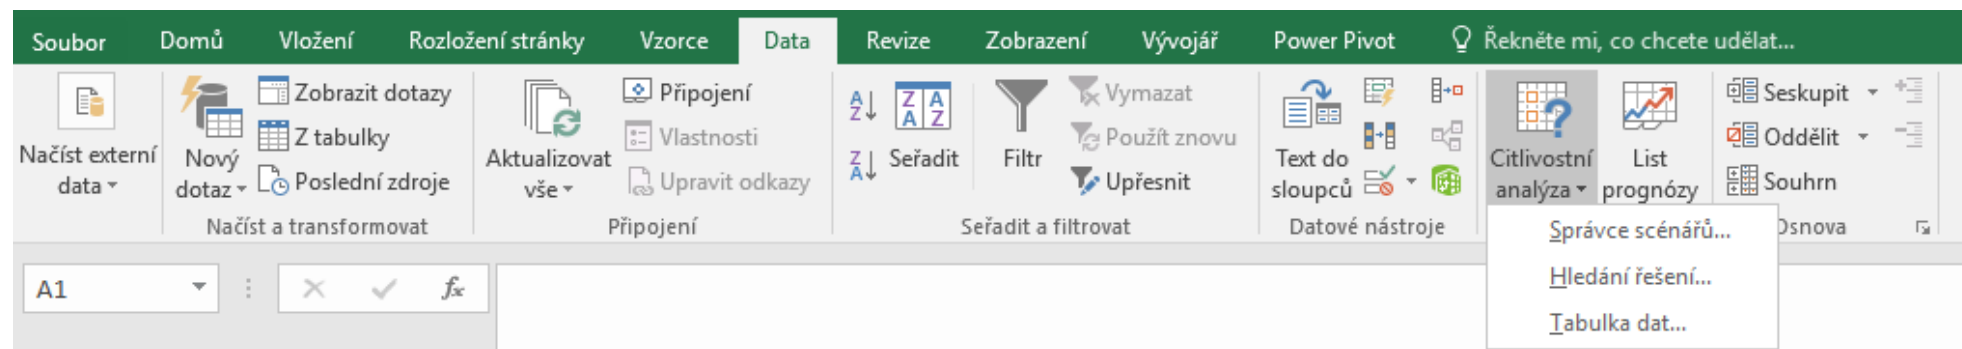 Soubor Domů Vložení Rozložení stránky Vzorce Data Revize Zobrazení Vývojář Power Pivot Řekněte mi, co chcete udělat...
Načíst externí
data
Nový
dotaz
Zobrazit dotazy
Z tabulky
Poslední zdroje
Načíst a transformovat
Aktualizovat
vše
Připojení
Vlastnosti
Upravit odkazy
Připojení
Seřadit
Filtr
Vymazat
Použít znovu
Upřesnit
Seřadit a filtrovat
Text do
sloupců
Datové nástroje
Citlivostní
analýza
List
prognózy
Seskupit
Oddělit
Souhrn
Správce scénářů...
Hledání řešení...
Tabulka dat...
A1
fx